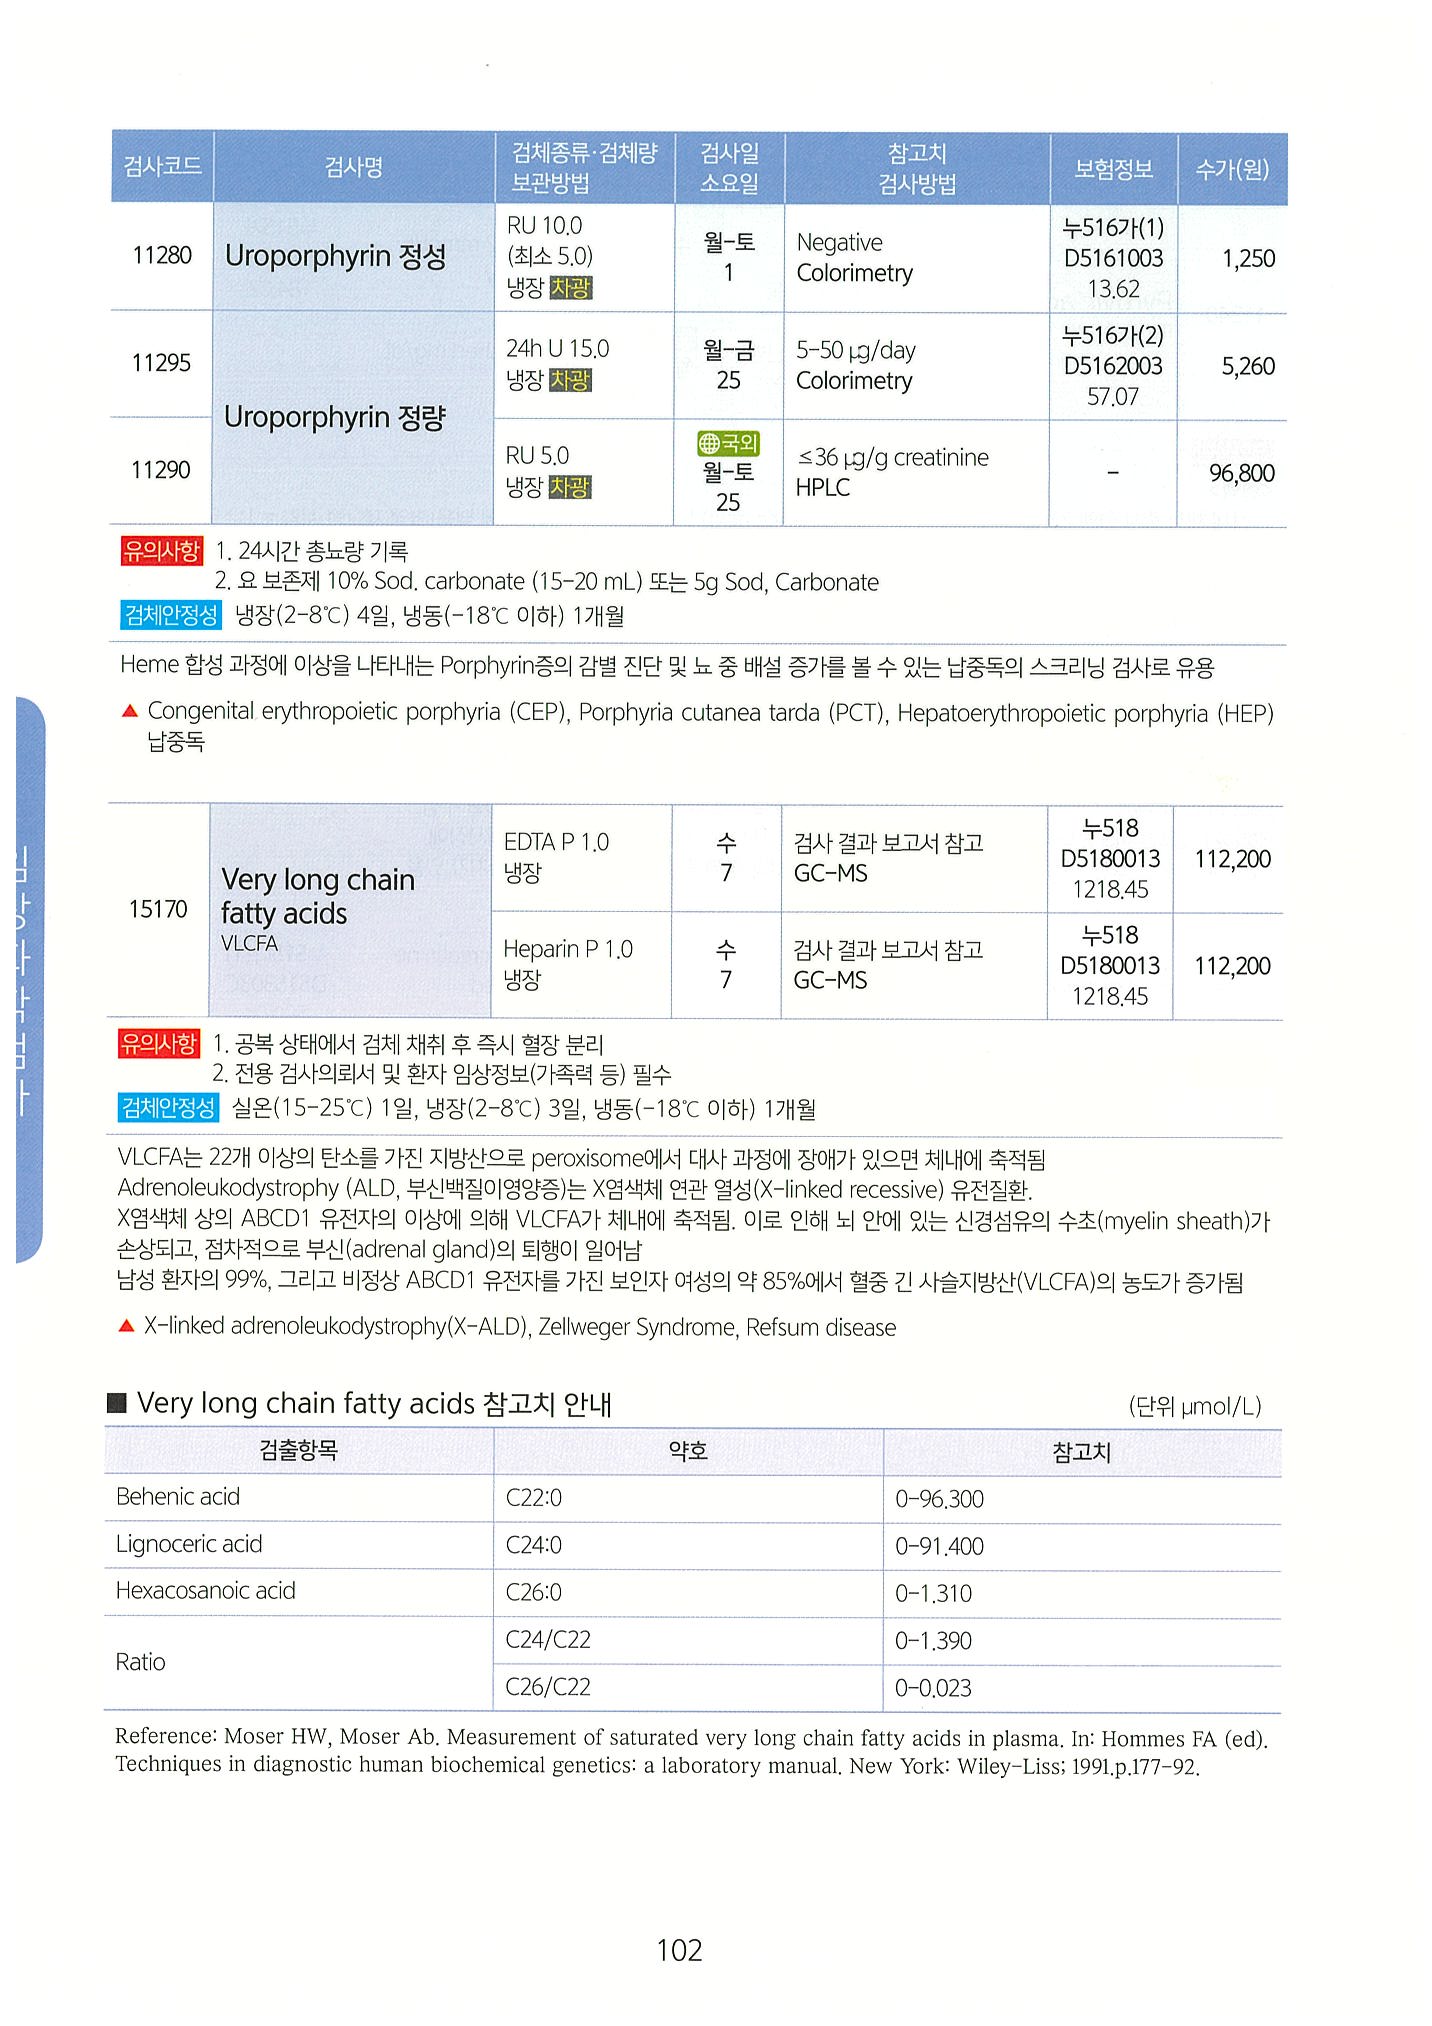 검사코드 검사명 검체종류·검체량 보관방법 검사일 소요일 참고치 검사방법 보험정보 수가(원)
11280 Uroporphyrin 정성 RU 10.0 (최소 5.0) 냉장 차광 월-토 1 Negative Colorimetry 누516가(1) D5161003 13.62 1,250
11295 Uroporphyrin 정량 24h U 15.0 냉장 차광 월-금 25 5-50 µg/day Colorimetry 누516가(2) D5162003 57.07 5,260
11290 RU 5.0 냉장 차광 국외 월-토 25 ≤36 µg/g creatinine HPLC - 96,800
유의사항 1. 24시간 총뇨량 기록
2. 요 보존제 10% Sod. carbonate (15-20 mL) 또는 5g Sod, Carbonate
검체안정성 냉장(2-8℃) 4일, 냉동(-18℃ 이하) 1개월
Heme 합성 과정에 이상을 나타내는 Porphyrin증의 감별 진단 및 뇨 중 배설 증가를 볼 수 있는 납중독의 스크리닝 검사로 유용
▲ Congenital erythropoietic porphyria (CEP), Porphyria cutanea tarda (PCT), Hepatoerythropoietic porphyria (HEP)
납중독
15170 Very long chain fatty acids VLCFA EDTA P 1.0 냉장 수 7 검사 결과 보고서 참고 GC-MS 누518 D5180013 1218.45 112,200
Heparin P 1.0 냉장 수 7 검사 결과 보고서 참고 GC-MS 누518 D5180013 1218.45 112,200
유의사항 1. 공복 상태에서 검체 채취 후 즉시 혈장 분리
2. 전용 검사의뢰서 및 환자 임상정보(가족력 등) 필수
검체안정성 실온(15-25℃) 1일, 냉장(2-8℃) 3일, 냉동(-18℃ 이하) 1개월
VLCFA는 22개 이상의 탄소를 가진 지방산으로 peroxisome에서 대사 과정에 장애가 있으면 체내에 축적됨
Adrenoleukodystrophy (ALD, 부신백질이영양증)는 X염색체 연관 열성(X-linked recessive) 유전질환.
X염색체 상의 ABCD1 유전자의 이상에 의해 VLCFA가 체내에 축적됨. 이로 인해 뇌 안에 있는 신경섬유의 수초(myelin sheath)가
손상되고, 점차적으로 부신(adrenal gland)의 퇴행이 일어남
남성 환자의 99%, 그리고 비정상 ABCD1 유전자를 가진 보인자 여성의 약 85%에서 혈중 긴 사슬지방산(VLCFA)의 농도가 증가됨
▲ X-linked adrenoleukodystrophy(X-ALD), Zellweger Syndrome, Refsum disease
■ Very long chain fatty acids 참고치 안내 (단위 µmol/L)
검출항목 약호 참고치
Behenic acid C22:0 0-96.300
Lignoceric acid C24:0 0-91.400
Hexacosanoic acid C26:0 0-1.310
Ratio C24/C22 0-1.390
C26/C22 0-0.023
Reference: Moser HW, Moser Ab. Measurement of saturated very long chain fatty acids in plasma. In: Hommes FA (ed).
Techniques in diagnostic human biochemical genetics: a laboratory manual. New York: Wiley-Liss; 1991.p.177-92.
102